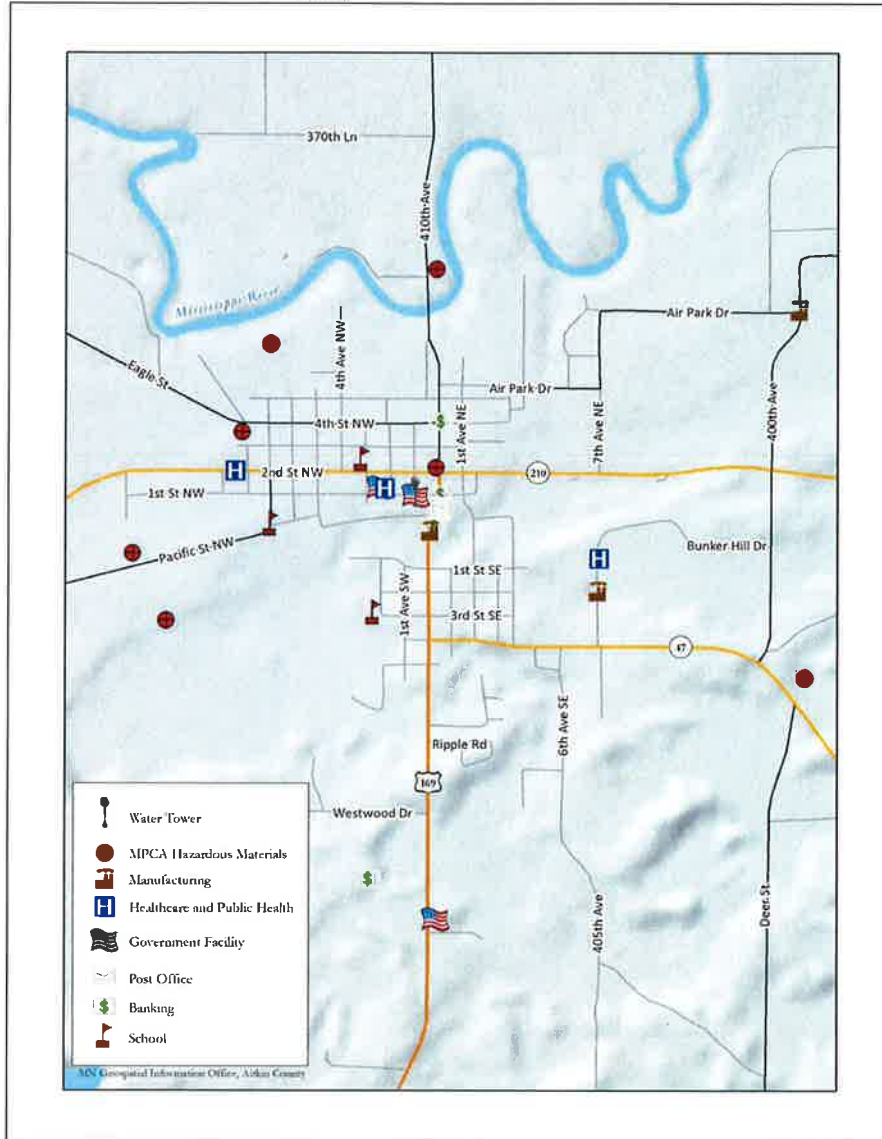 370th Ln
410th Ave
Mississippi River
Air Park Dr
4th Ave NW
Eagle St
Air Park Dr
400th Ave
4th St NW
1st Ave NE
7th Ave NE
H
2nd St NW
210
1st St NW
H
$
$
Pacific St NW
Bunker Hill Dr
H
1st St SE
1st Ave SW
3rd St SE
47
6th Ave SE
Ripple Rd
169
Westwood Dr
$
405th Ave
Deer St
Water Tower
MPCA Hazardous Materials
Manufacturing
H Healthcare and Public Health
Government Facility
Post Office
$ Banking
School
MN Geospatial Information Office, Aitkin County